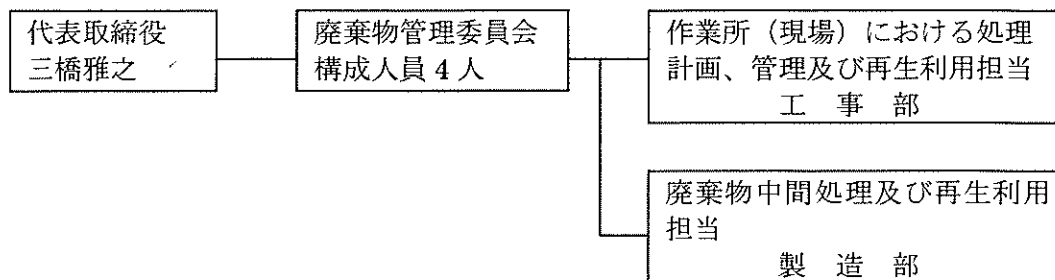 代表取締役
三橋雅之
廃棄物管理委員会
構成人員4人
作業所(現場)における処理
計画、管理及び再生利用担当
工 事 部
廃棄物中間処理及び再生利用
担当
製 造 部